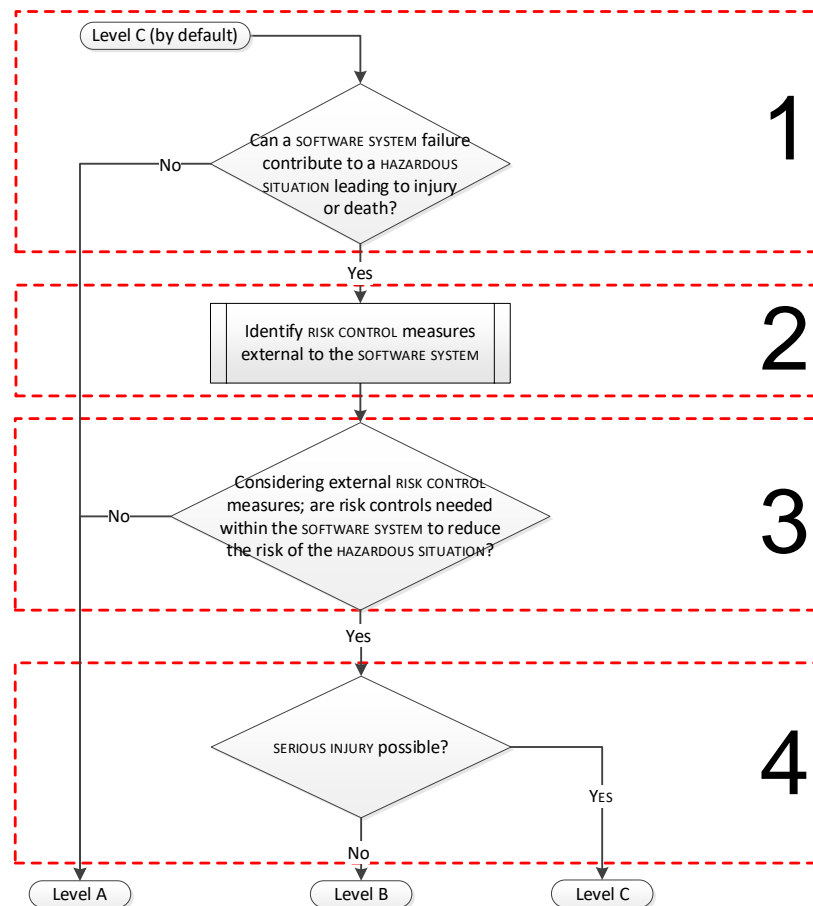 Level C (by default)
1
Can a SOFTWARE SYSTEM failure
contribute to a HAZARDOUS
SITUATION leading to injury
or death?
No
Yes
2
Identify RISK CONTROL measures
external to the SOFTWARE SYSTEM
3
Considering external RISK CONTROL
measures; are risk controls needed
within the SOFTWARE SYSTEM to reduce
the risk of the HAZARDOUS SITUATION?
No
Yes
4
SERIOUS INJURY possible?
YES
No
Level A
Level B
Level C